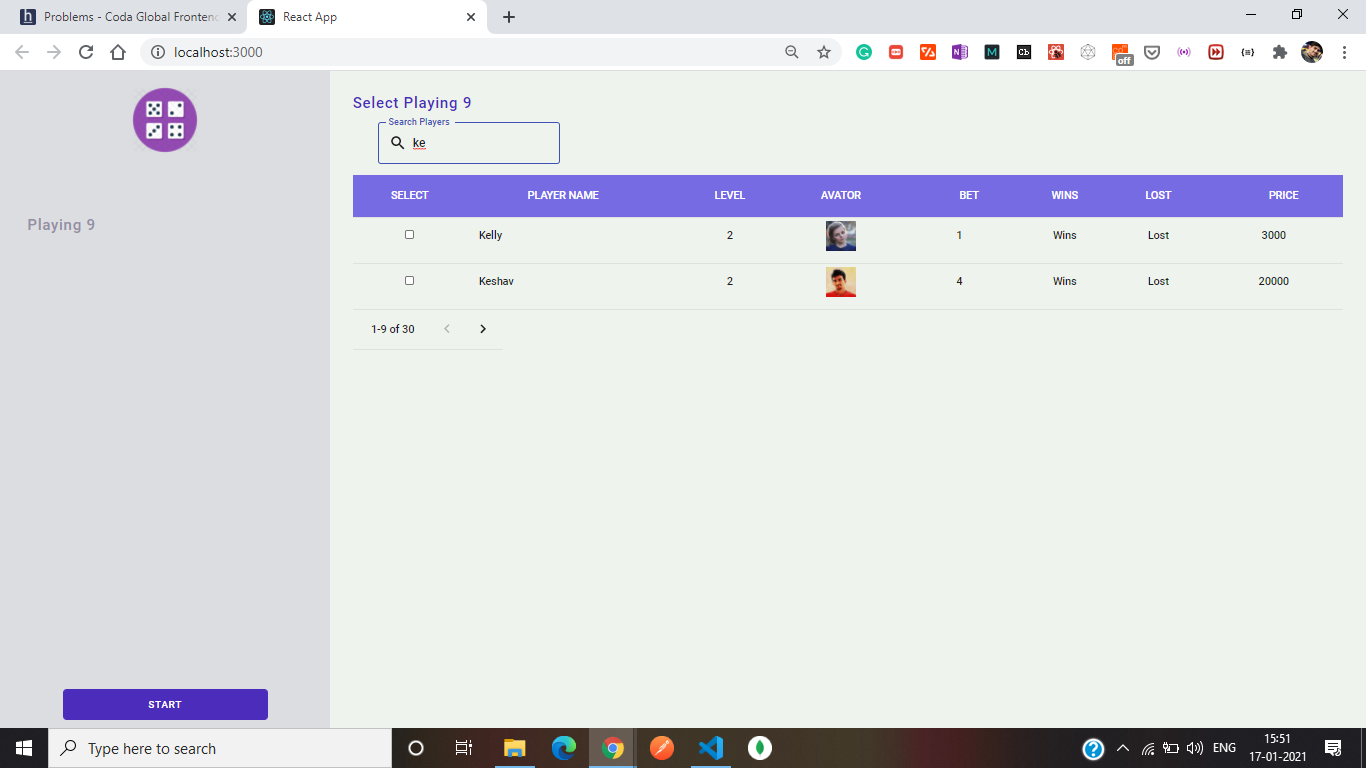 Problems - Coda Global Frontend
React App
localhost:3000
off
Select Playing 9
Search Players
ke
SELECT PLAYER NAME LEVEL AVATOR BET WINS LOST PRICE
Kelly 2 1 Wins Lost 3000
Keshav 2 4 Wins Lost 20000
1-9 of 30
Playing 9
START
Type here to search
ENG
15:51
17-01-2021